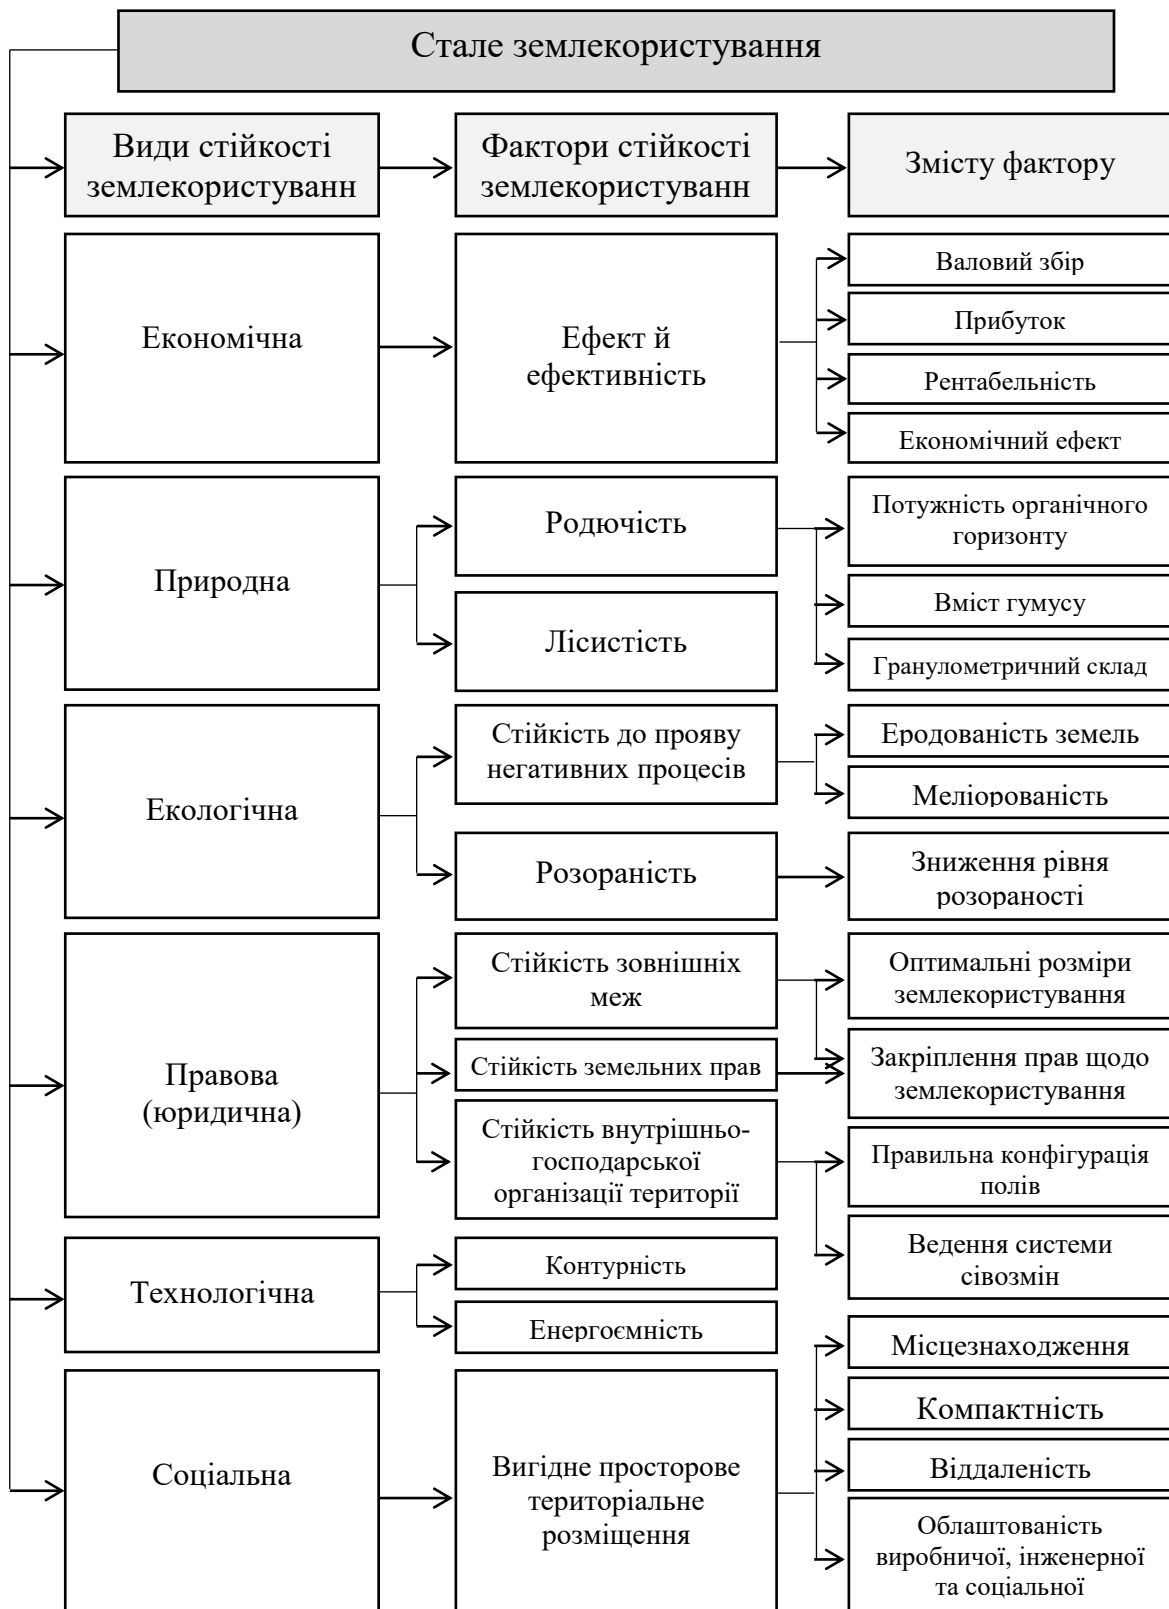 Стале землекористування
Види стійкості
землекористуванн
Фактори стійкості
землекористуванн
Змісту фактору
Економічна
Ефект й
ефективність
Валовий збір
Прибуток
Рентабельність
Економічний ефект
Природна
Родючість
Лісистість
Потужність органічного
горизонту
Вміст гумусу
Гранулометричний склад
Екологічна
Стійкість до прояву
негативних процесів
Розораність
Еродованість земель
Меліорованість
Зниження рівня
розораності
Правова
(юридична)
Стійкість зовнішніх
меж
Стійкість земельних прав
Стійкість внутрішньо-
господарської
організації території
Оптимальні розміри
землекористування
Закріплення прав щодо
землекористування
Правильна конфігурація
полів
Ведення системи
сівозмін
Технологічна
Контурність
Енергоємність
Соціальна
Вигідне просторове
територіальне
розміщення
Місцезнаходження
Компактність
Віддаленість
Облаштованість
виробничої, інженерної
та соціальної